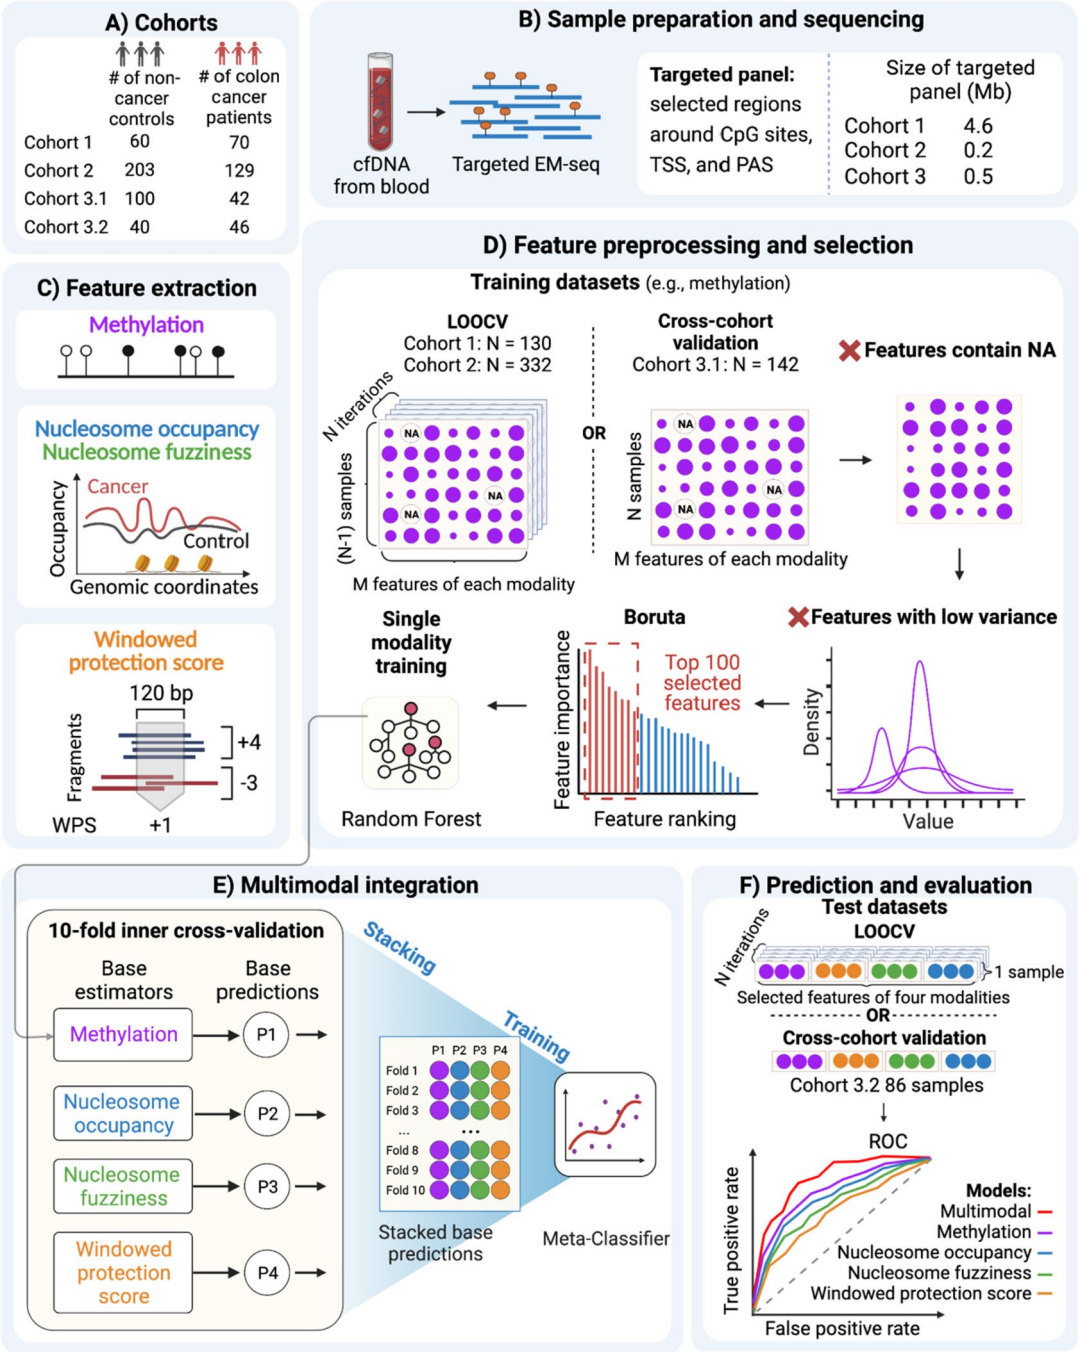 A) Cohorts
# of non-
cancer
controls
# of colon
cancer
patients
Cohort 1 60 70
Cohort 2 203 129
Cohort 3.1 100 42
Cohort 3.2 40 46
B) Sample preparation and sequencing
cfDNA
from blood
Targeted EM-seq
Targeted panel:
selected regions
around CpG sites,
TSS, and PAS
Size of targeted
panel (Mb)
Cohort 1 4.6
Cohort 2 0.2
Cohort 3 0.5
C) Feature extraction
Methylation
Nucleosome occupancy
Nucleosome fuzziness
Occupancy
Cancer
Control
Genomic coordinates
Windowed
protection score
120 bp
Fragments
+4
-3
WPS +1
D) Feature preprocessing and selection
Training datasets (e.g., methylation)
LOOCV
Cohort 1: N = 130
Cohort 2: N = 332
N iterations
(N-1) samples
NA
NA
NA
M features of each modality
OR
Cross-cohort
validation
Cohort 3.1: N = 142
N samples
NA
NA
NA
M features of each modality
Features contain NA
Features with low variance
Density
Value
Boruta
Feature importance
Top 100
selected
features
Feature ranking
Single
modality
training
Random Forest
E) Multimodal integration
10-fold inner cross-validation
Base
estimators
Base
predictions
Methylation P1
Nucleosome
occupancy
P2
Nucleosome
fuzziness
P3
Windowed
protection
score
P4
Stacking
Training
P1 P2 P3 P4
Fold 1
Fold 2
Fold 3
... ...
Fold 8
Fold 9
Fold 10
Stacked base
predictions
Meta-Classifier
F) Prediction and evaluation
Test datasets
LOOCV
N iterations
1 sample
Selected features of four modalities
OR
Cross-cohort validation
Cohort 3.2 86 samples
ROC
True positive rate
Models:
Multimodal
Methylation
Nucleosome occupancy
Nucleosome fuzziness
Windowed protection score
False positive rate